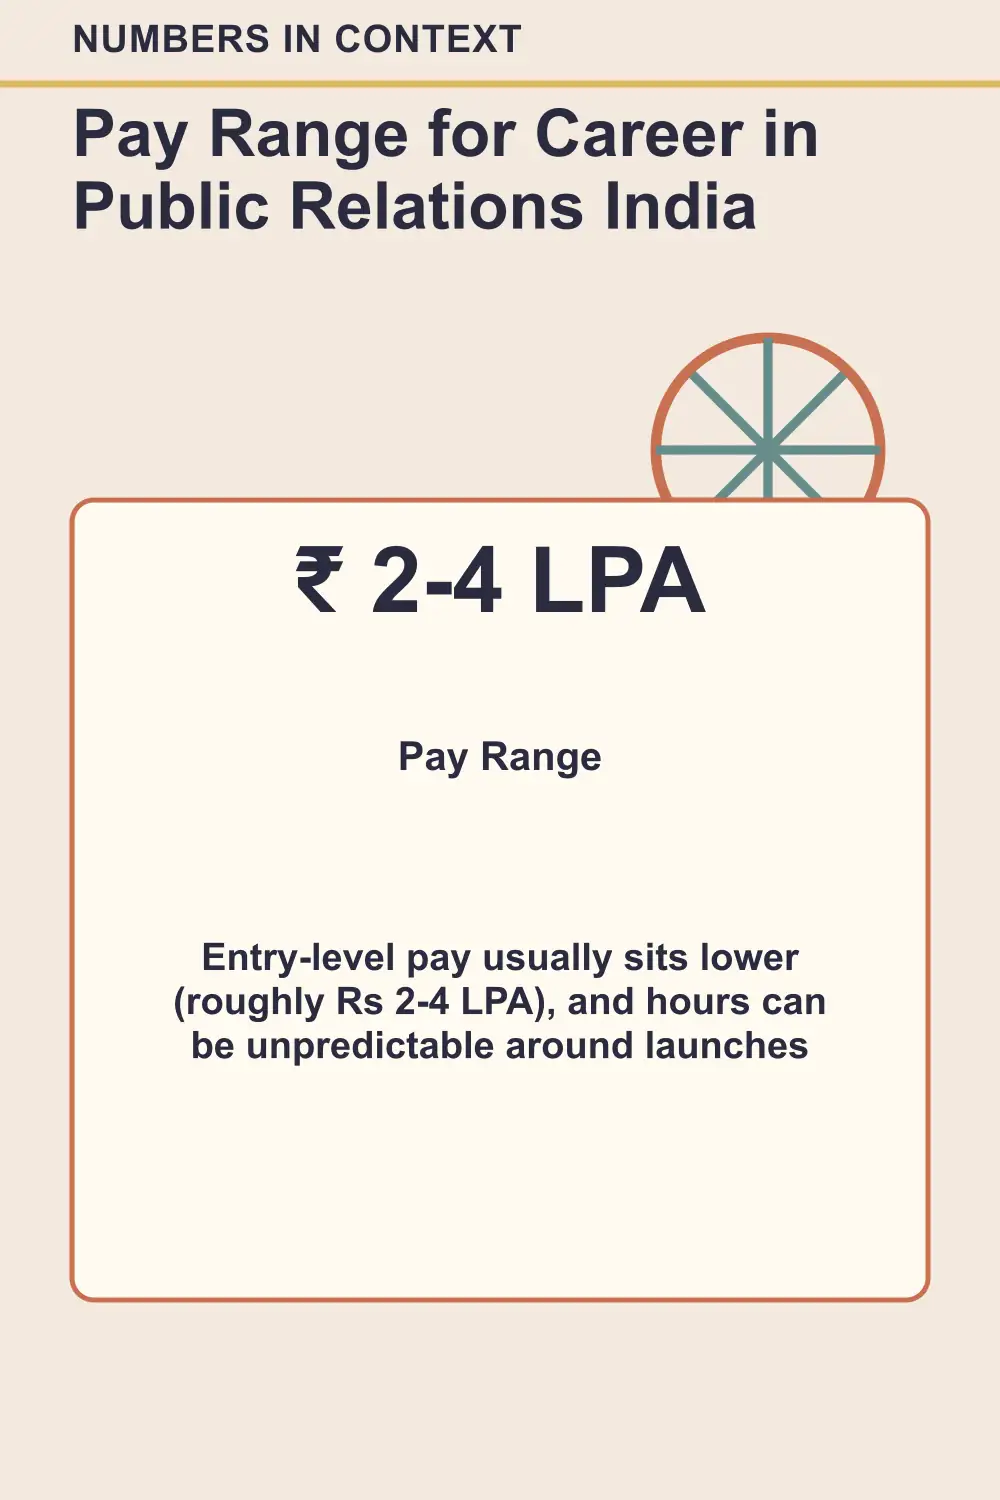 NUMBERS IN CONTEXT
Pay Range for Career in
Public Relations India
₹ 2-4 LPA
Pay Range
Entry-level pay usually sits lower
(roughly Rs 2-4 LPA), and hours can
be unpredictable around launches